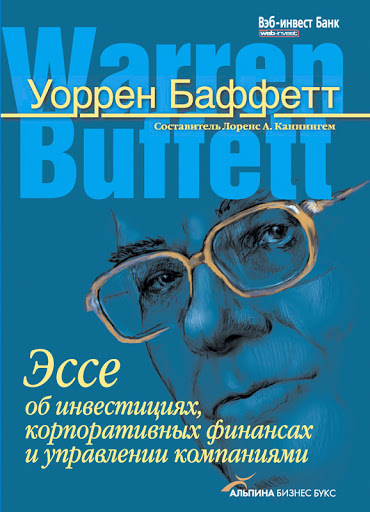 Вэб-инвест Банк
web-invest
Warren
Уоррен Баффетт
Составитель Лоренс А. Каннингем
Buffett
Эссе
об инвестициях,
корпоративных финансах
и управлении компаниями
АЛЬПИНА БИЗНЕС БУКС